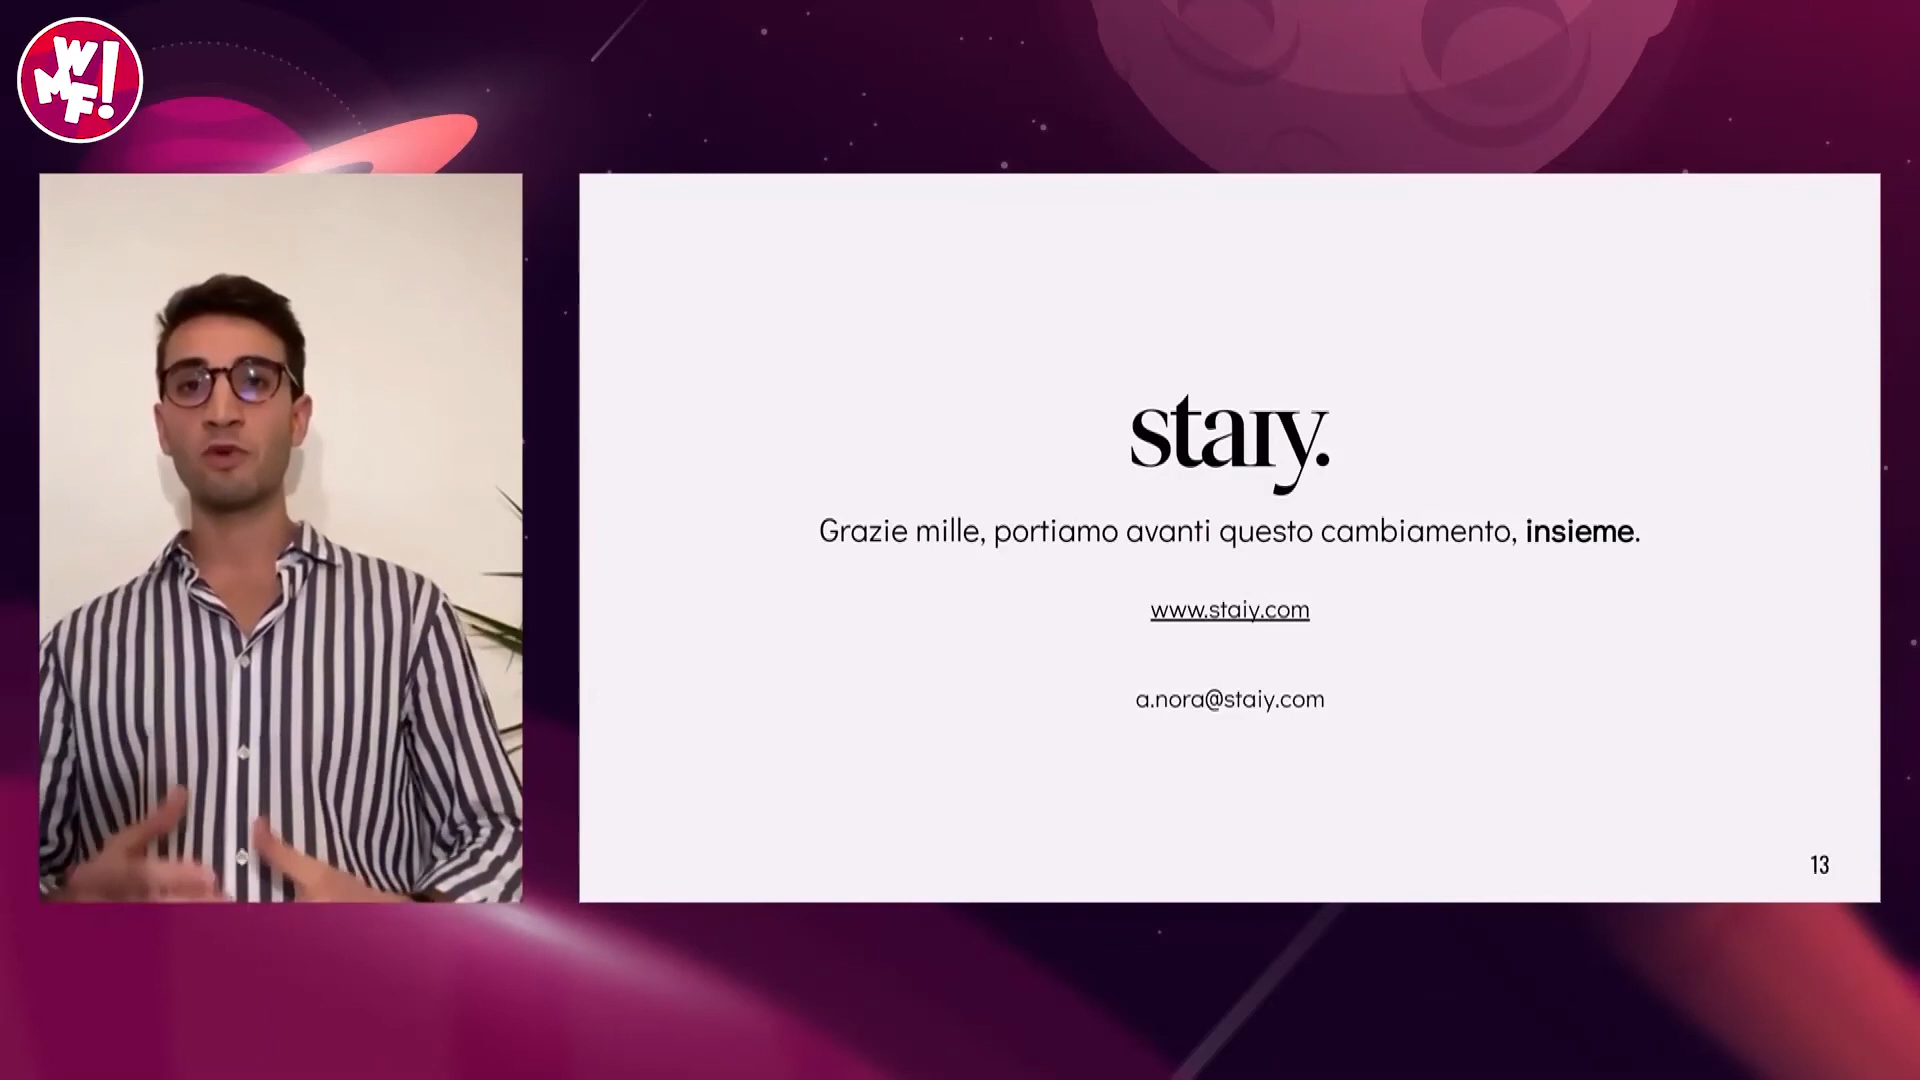 WMF!
staiy.
Grazie mille, portiamo avanti questo cambiamento, insieme.
www.staiy.com
a.nora@staiy.com
13